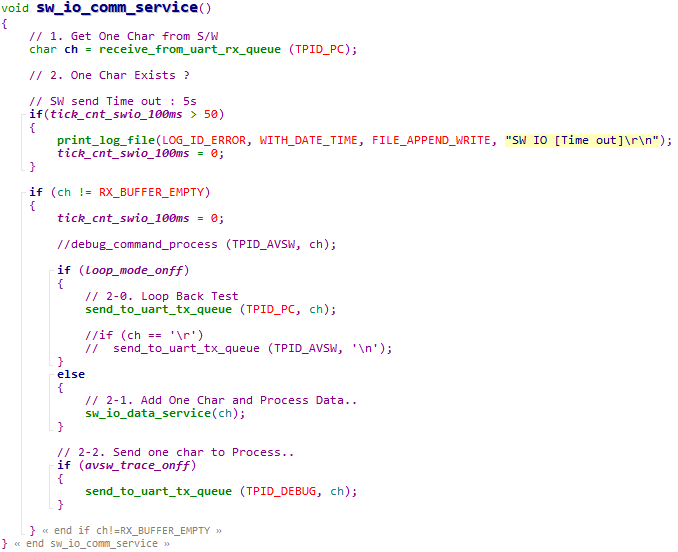 void sw_io_comm_service()
{
    // 1. Get One Char from S/W
    char ch = receive_from_uart_rx_queue (TPID_PC);

    // 2. One Char Exists ?

    // SW send Time out : 5s
    if(tick_cnt_swio_100ms > 50)
    {
        print_log_file(LOG_ID_ERROR, WITH_DATE_TIME, FILE_APPEND_WRITE, "SW IO [Time out]\r\n");
        tick_cnt_swio_100ms = 0;
    }

    if (ch != RX_BUFFER_EMPTY)
    {
        tick_cnt_swio_100ms = 0;

        //debug_command_process (TPID_AVSW, ch);

        if (loop_mode_onff)
        {
            // 2-0. Loop Back Test
            send_to_uart_tx_queue (TPID_PC, ch);

            //if (ch == '\r')
            //  send_to_uart_tx_queue (TPID_AVSW, '\n');
        }
        else
        {
            // 2-1. Add One Char and Process Data..
            sw_io_data_service(ch);
        }

        // 2-2. Send one char to Process..
        if (avsw_trace_onff)
        {
            send_to_uart_tx_queue (TPID_DEBUG, ch);
        }

    } « end if ch!=RX_BUFFER_EMPTY »
} « end sw_io_comm_service »